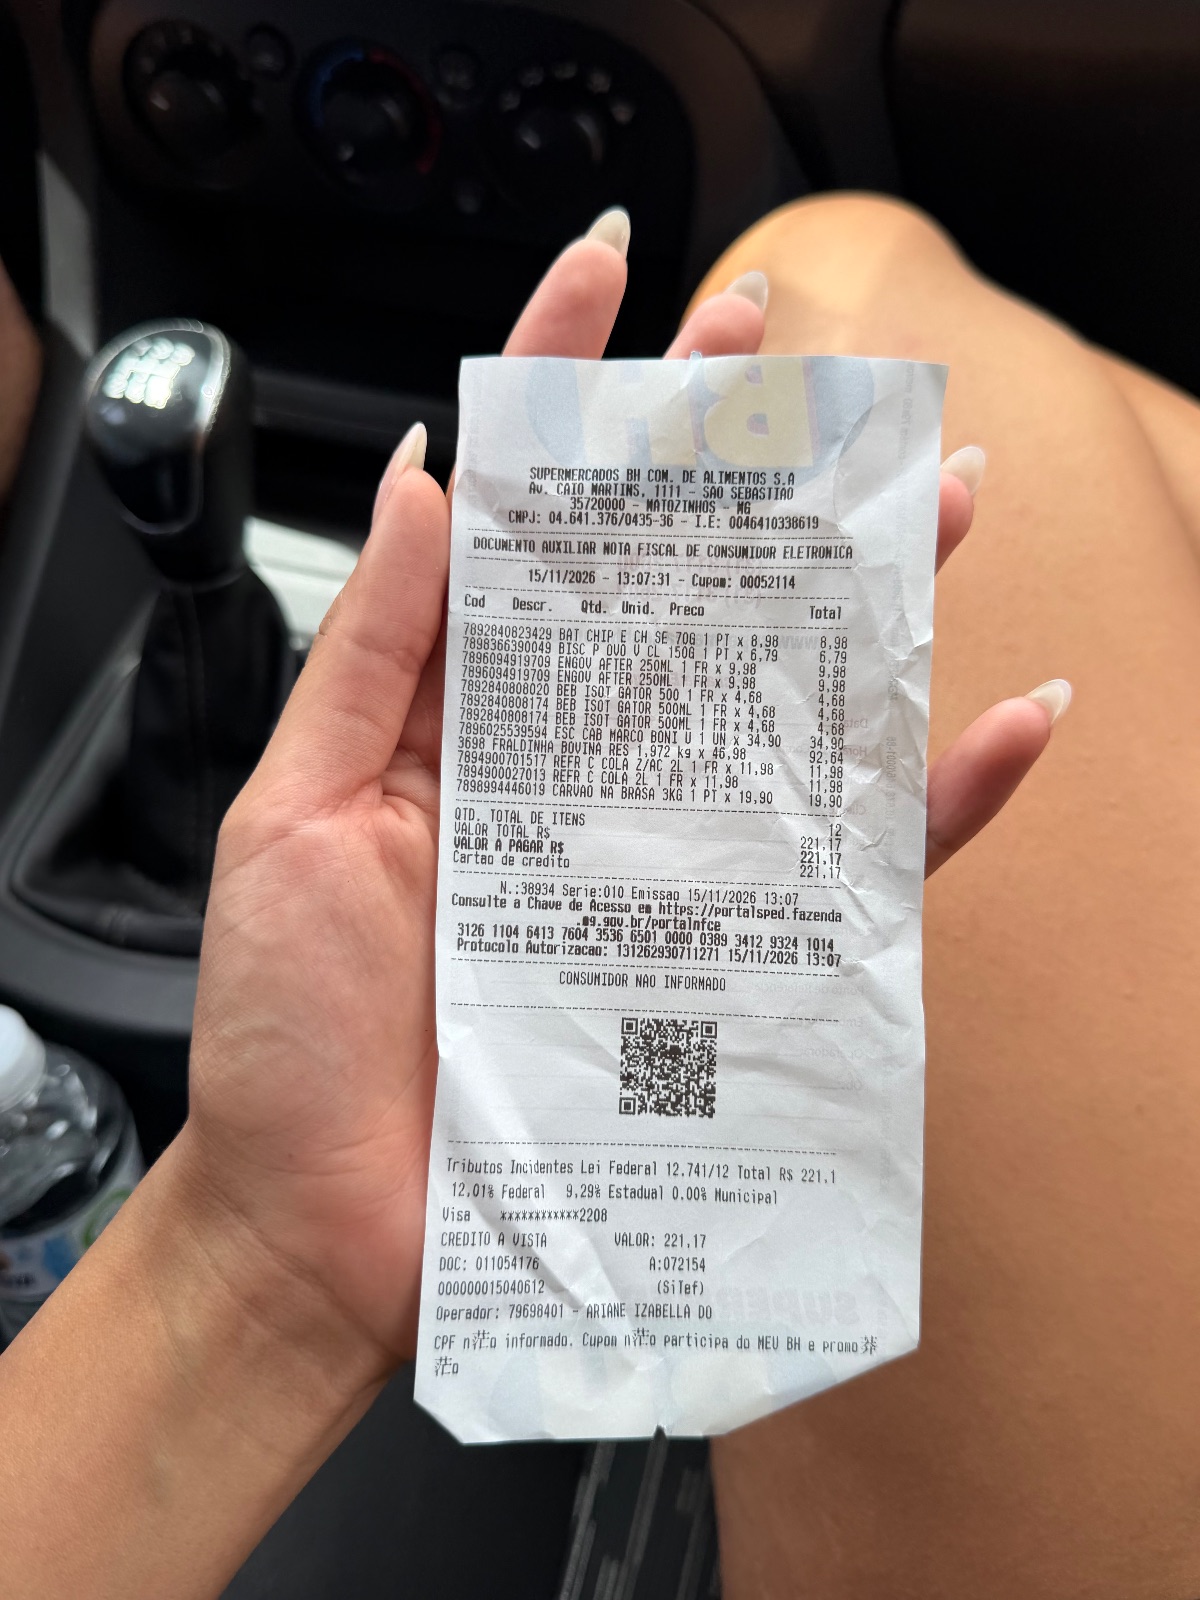 SUPERMERCADOS BH COM. DE ALIMENTOS S.A
Av. CAIO MARTINS, 1111 - SAO SEBASTIAO
35720000 - MATOZINHOS - MG
CNPJ: 04.641.376/0435-36 - I.E: 0046410338619
DOCUMENTO AUXILIAR NOTA FISCAL DE CONSUMIDOR ELETRONICA
15/11/2026 - 13:07:31 - Cupom: 00052114
Cod Descr. Qtd. Unid. Preco Total
7892840823429 BAT CHIP E CH SE 70G 1 PT x 8,98 8,98
7898366390049 BISC P OVO V CL 150G 1 PT x 6,79 6,79
7896094919709 ENGOV AFTER 250ML 1 FR x 9,98 9,98
7896094919709 ENGOV AFTER 250ML 1 FR x 9,98 9,98
7892840808020 BEB ISOT GATOR 500 1 FR x 4,68 4,68
7892840808174 BEB ISOT GATOR 500ML 1 FR x 4,68 4,68
7892840808174 BEB ISOT GATOR 500ML 1 FR x 4,68 4,68
7896025539594 ESC CAB MARCO BONI U 1 UN x 34,90 34,90
3698 FRALDINHA BOVINA RES 1,972 kg x 46,98 92,64
7894900701517 REFR C COLA Z/AC 2L 1 FR x 11,98 11,98
7894900027013 REFR C COLA 2L 1 FR x 11,98 11,98
7898994446019 CARVAO NA BRASA 3KG 1 PT x 19,90 19,90
QTD. TOTAL DE ITENS 12
VALOR TOTAL R$ 221,17
VALOR A PAGAR R$ 221,17
Cartao de credito 221,17
N.:38934 Serie:010 Emissao 15/11/2026 13:07
Consulte a Chave de Acesso em https://portalsped.fazenda
.mg.gov.br/portalnfce
3126 1104 6413 7604 3536 6501 0000 0389 3412 9324 1014
Protocolo Autorizacao: 131262930711271 15/11/2026 13:07
CONSUMIDOR NAO INFORMADO
Tributos Incidentes Lei Federal 12.741/12 Total R$ 221,1
12,01% Federal 9,29% Estadual 0.00% Municipal
Visa ************2208
CREDITO A VISTA VALOR: 221,17
DOC: 011054176 A:072154
000000015040612 (SiTef)
Operador: 79698401 - ARIANE IZABELLA DO
CPF n茫o informado. Cupom n茫o participa do MEU BH e promo莽
茫o